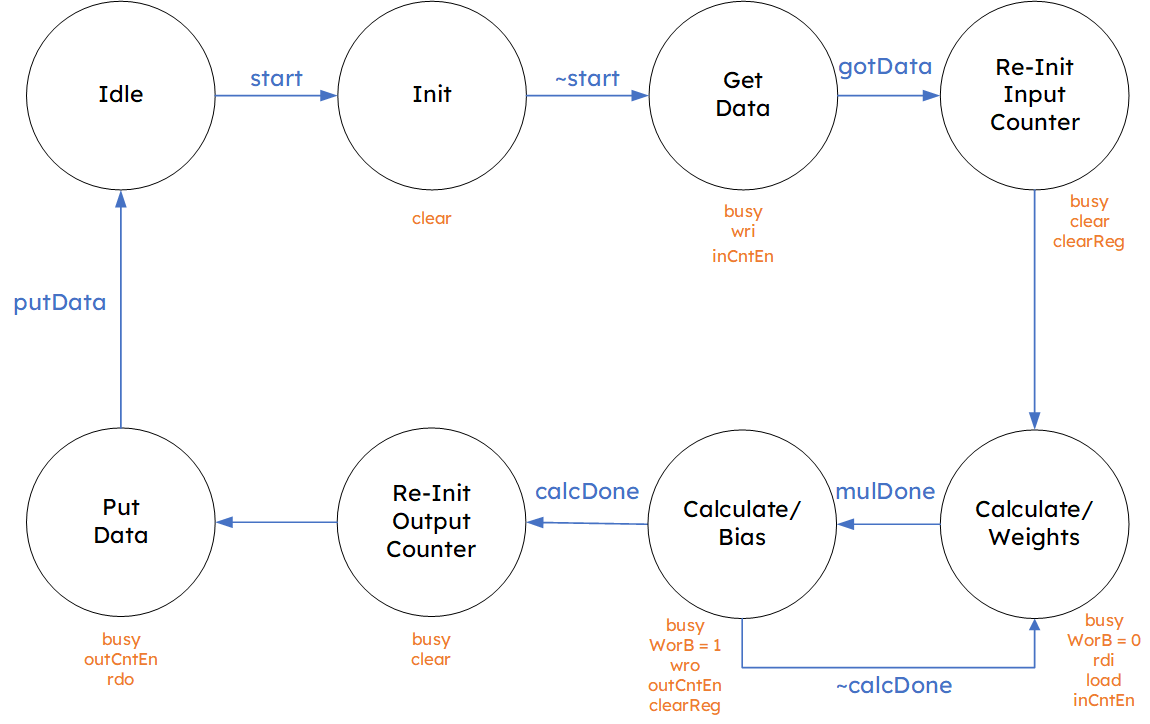 Idle
start
Init
~start
Get
Data
gotData
Re-Init
Input
Counter
clear
busy
wri
inCntEn
busy
clear
clearReg
putData
Put
Data
Re-Init
Output
Counter
calcDone
Calculate/
Bias
mulDone
Calculate/
Weights
busy
outCntEn
rdo
busy
clear
busy
WorB = 1
wro
outCntEn
clearReg
~calcDone
busy
WorB = 0
rdi
load
inCntEn